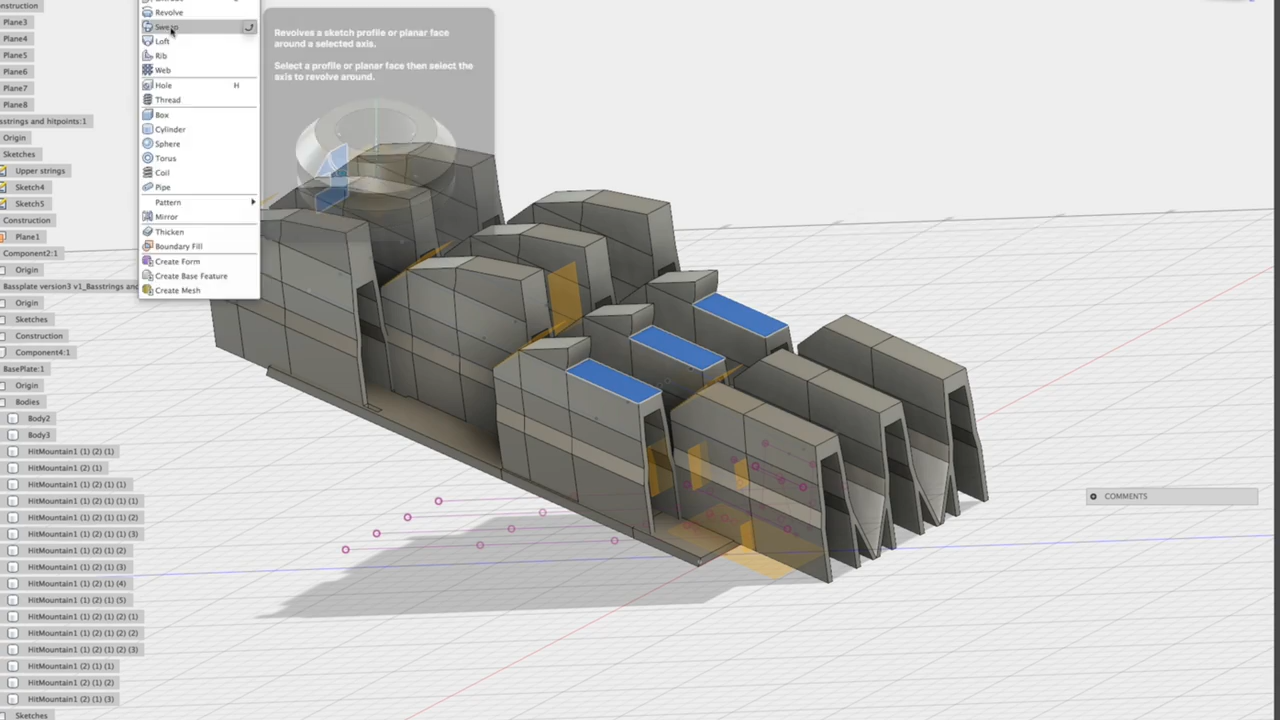 onstruction
Plane3
Plane4
Plane5
Plane6
Plane7
Plane8
asstrings and hitpoints:1
Origin
Sketches
Upper strings
Sketch4
Sketch5
Construction
Plane1
Component2:1
Origin
Bassplate version3 v1_Basstrings and
Origin
Sketches
Construction
Component4:1
BasePlate:1
Origin
Bodies
Body2
Body3
HitMountain1 (1) (2) (1)
HitMountain1 (2) (1)
HitMountain1 (1) (2) (1) (1)
HitMountain1 (1) (2) (1) (1) (1)
HitMountain1 (1) (2) (1) (1) (2)
HitMountain1 (1) (2) (1) (1) (3)
HitMountain1 (1) (2) (1) (2)
HitMountain1 (1) (2) (1) (3)
HitMountain1 (1) (2) (1) (4)
HitMountain1 (1) (2) (1) (5)
HitMountain1 (1) (2) (1) (2) (1)
HitMountain1 (1) (2) (1) (2) (2)
HitMountain1 (1) (2) (1) (2) (3)
HitMountain1 (2) (1) (1)
HitMountain1 (2) (1) (2)
HitMountain1 (2) (1) (3)
Sketches
Revolve
Sweep
Loft
Rib
Web
Hole H
Thread
Box
Cylinder
Sphere
Torus
Coil
Pipe
Pattern
Mirror
Thicken
Boundary Fill
Create Form
Create Base Feature
Create Mesh
Revolves a sketch profile or planar face
around a selected axis.
Select a profile or planar face then select the
axis to revolve around.
COMMENTS